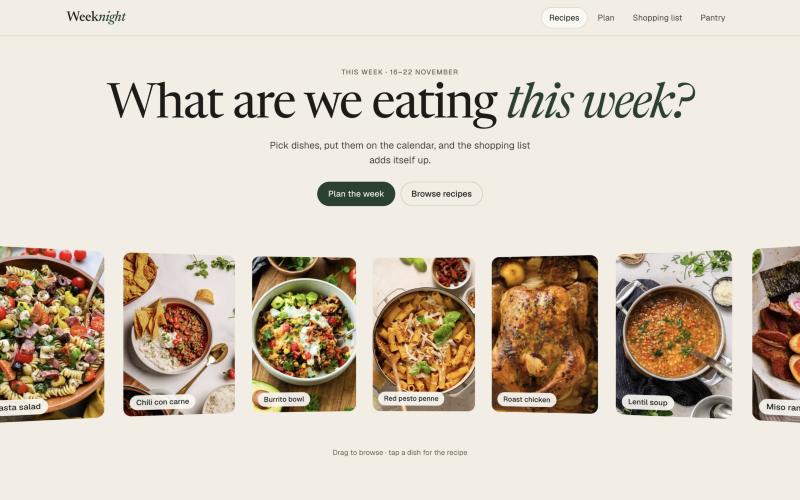 Weeknight
Recipes
Plan
Shopping list
Pantry
THIS WEEK · 16–22 NOVEMBER
What are we eating this week?
Pick dishes, put them on the calendar, and the shopping list
adds itself up.
Plan the week
Browse recipes
asta salad
Chili con carne
Burrito bowl
Red pesto penne
Roast chicken
Lentil soup
Miso ram
Drag to browse · tap a dish for the recipe